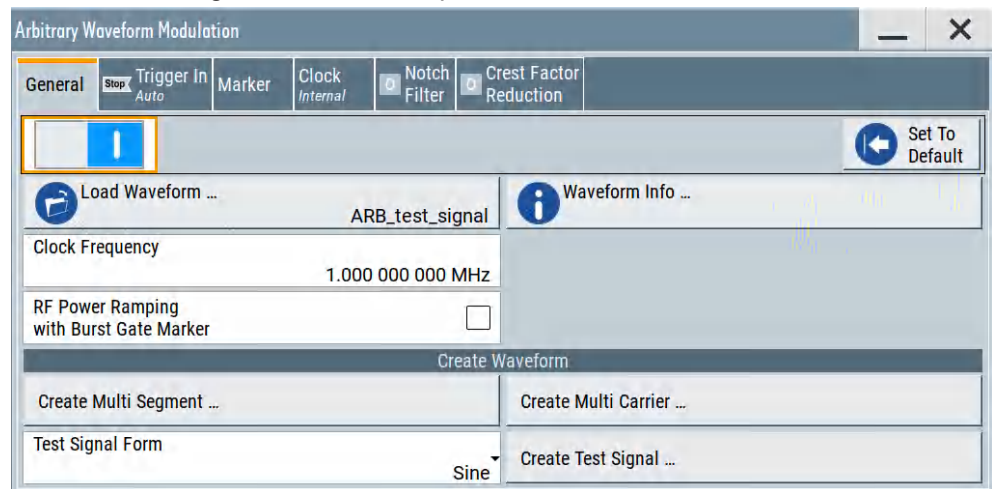 Arbitrary Waveform Modulation
General
Stop
Trigger In
Auto
Marker
Clock
Internal
0
Notch
Filter
0
Crest Factor
Reduction
Set To
Default
Load Waveform ...
ARB_test_signal
Waveform Info ...
Clock Frequency
1.000 000 000 MHz
RF Power Ramping
with Burst Gate Marker
Create Waveform
Create Multi Segment ...
Create Multi Carrier ...
Test Signal Form
Sine
Create Test Signal ...